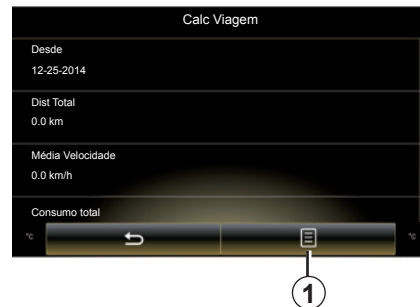 Calc Viagem
Desde
12-25-2014
Dist Total
0.0 km
Média Velocidade
0.0 km/h
Consumo total
°C
°C
1